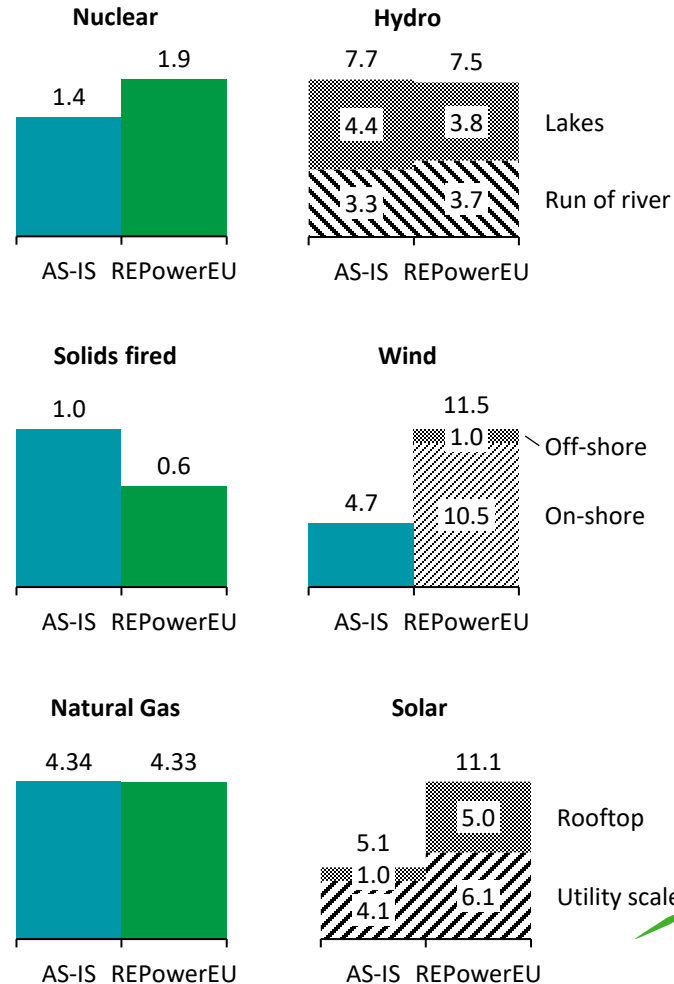 Nuclear
1.4
1.9
AS-IS REPowerEU
Hydro
7.7
7.5
4.4
3.8
Lakes
3.3
3.7
Run of river
AS-IS REPowerEU
Solids fired
1.0
0.6
AS-IS REPowerEU
Wind
11.5
1.0
Off-shore
4.7
10.5
On-shore
AS-IS REPowerEU
Natural Gas
4.34
4.33
AS-IS REPowerEU
Solar
11.1
5.0
Rooftop
5.1
1.0
4.1
6.1
Utility scale
AS-IS REPowerEU